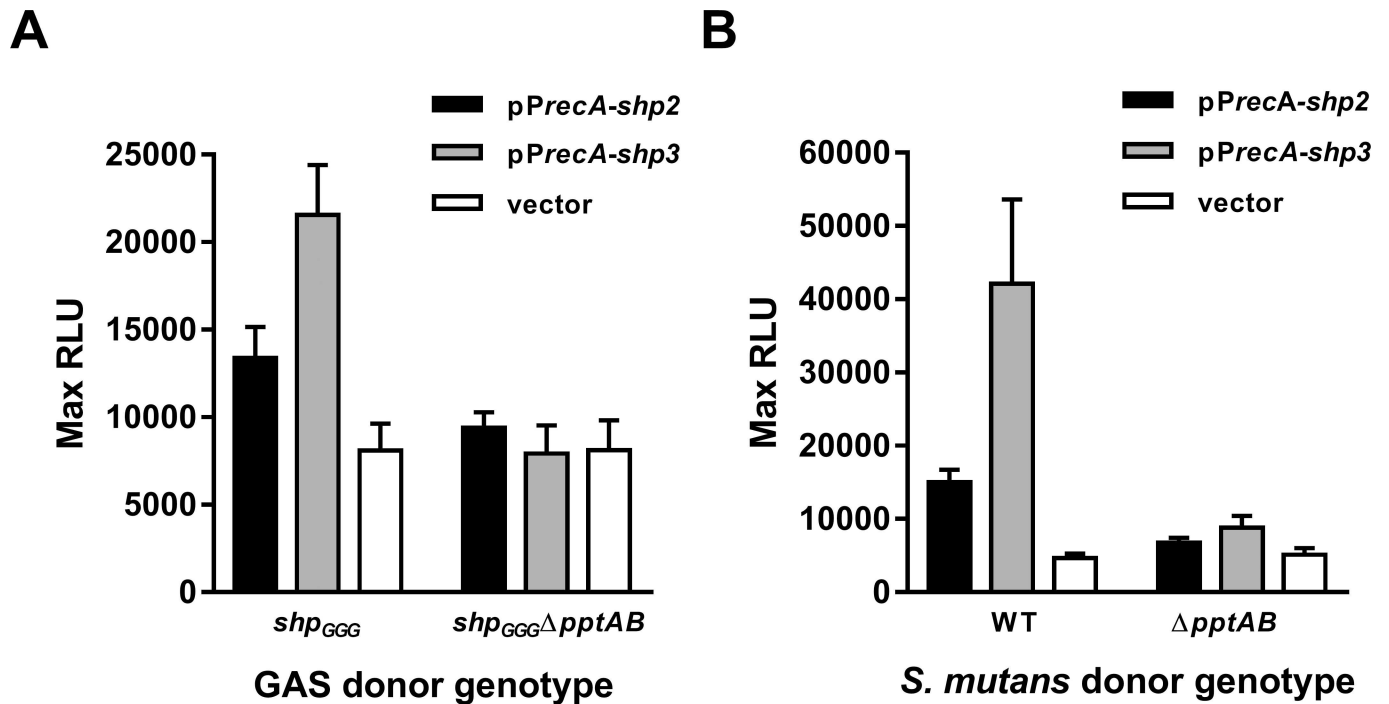 A
pPrecA-shp2
pPrecA-shp3
vector
25000
20000
15000
10000
5000
0
Max RLU
shpGGG
shpGGGΔpptAB
GAS donor genotype
B
pPrecA-shp2
pPrecA-shp3
vector
60000
50000
40000
30000
20000
10000
0
Max RLU
WT
ΔpptAB
S. mutans donor genotype